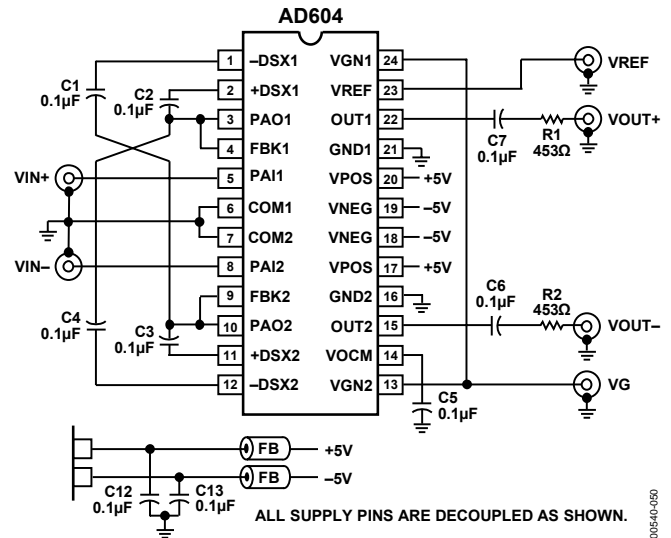 AD604
C1
0.1µF
C2
0.1µF
VIN+
VIN–
C4
0.1µF
C3
0.1µF
1 –DSX1 VGN1 24
2 +DSX1 VREF 23
3 PAO1 OUT1 22
4 FBK1 GND1 21
5 PAI1 VPOS 20 +5V
6 COM1 VNEG 19 –5V
7 COM2 VNEG 18 –5V
8 PAI2 VPOS 17 +5V
9 FBK2 GND2 16
10 PAO2 OUT2 15
11 +DSX2 VOCM 14
12 –DSX2 VGN2 13
VREF
VOUT+
C7
0.1µF
R1
453Ω
C6
0.1µF
R2
453Ω
VOUT–
VG
C5
0.1µF
FB +5V
FB –5V
C12
0.1µF
C13
0.1µF
ALL SUPPLY PINS ARE DECOUPLED AS SHOWN.
00540-050